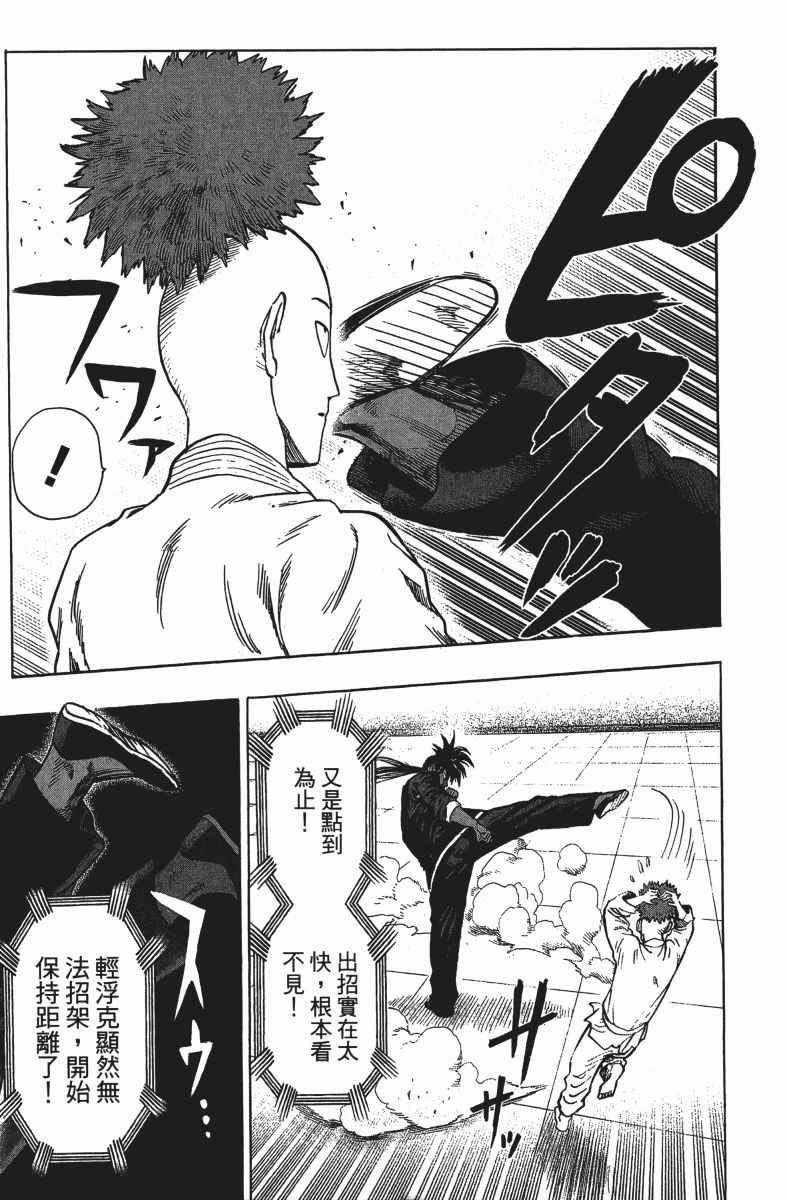 ピタッ
フワァ
!
又是點到
為止!
出招實在太
快,根本看
不見!
ザッ
スゥ…
輕浮克顯然無
法招架,開始
保持距離了!